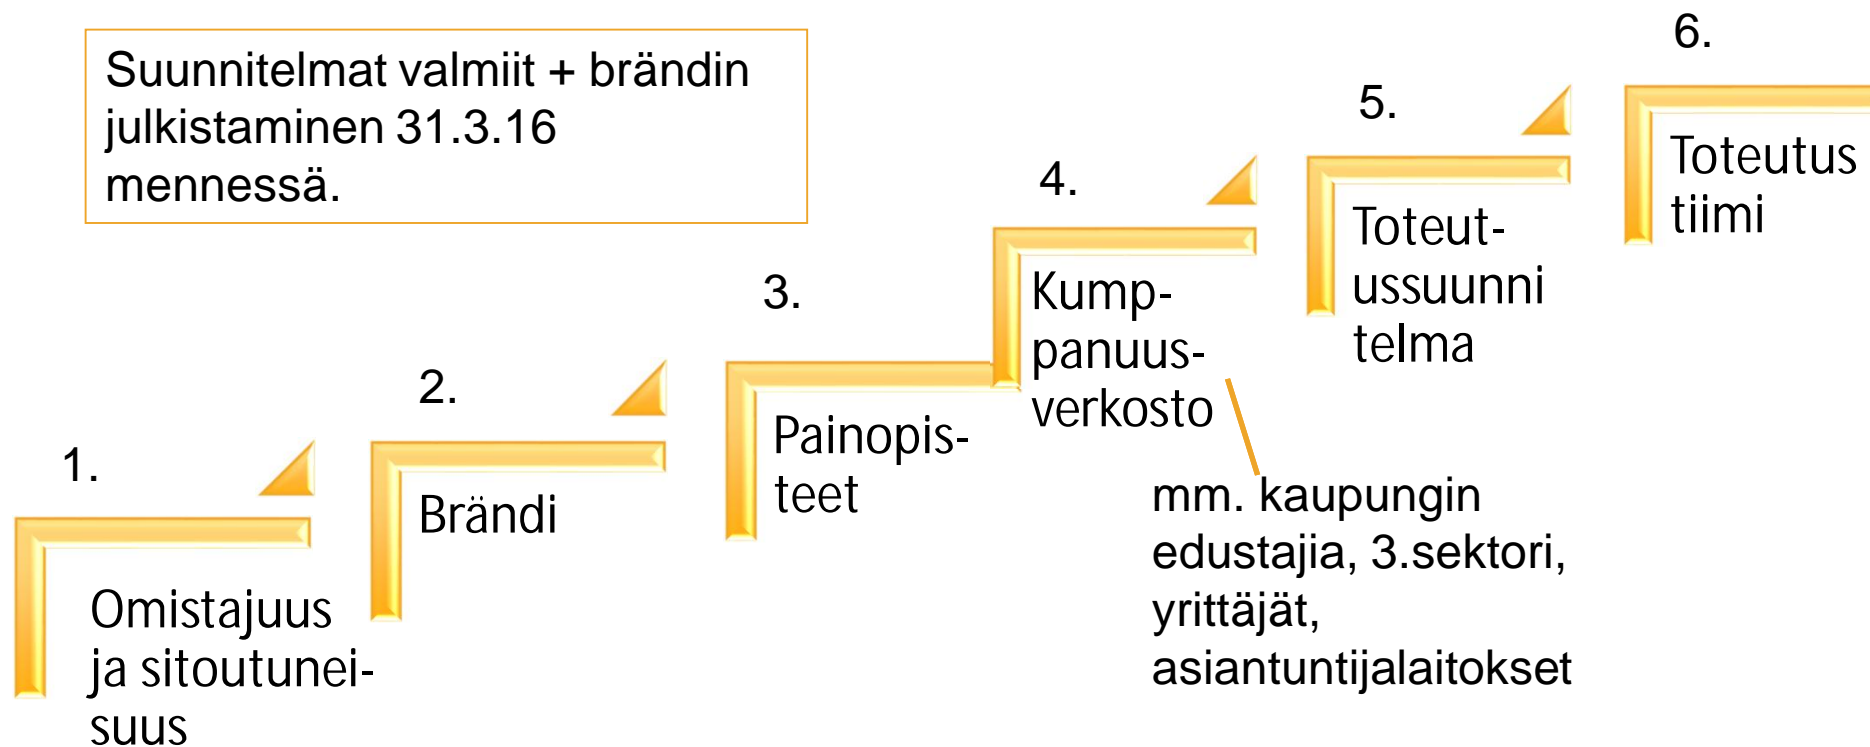 Suunnitelmat valmiit + brändin
julkistaminen 31.3.16
mennessä.
1.
Omistajuus
ja sitoutunei-
suus
2.
Brändi
3.
Painopis-
teet
4.
Kump-
panuus-
verkosto
mm. kaupungin
edustajia, 3.sektori,
yrittäjät,
asiantuntijalaitokset
5.
Toteut-
ussuunni
telma
6.
Toteutus
tiimi